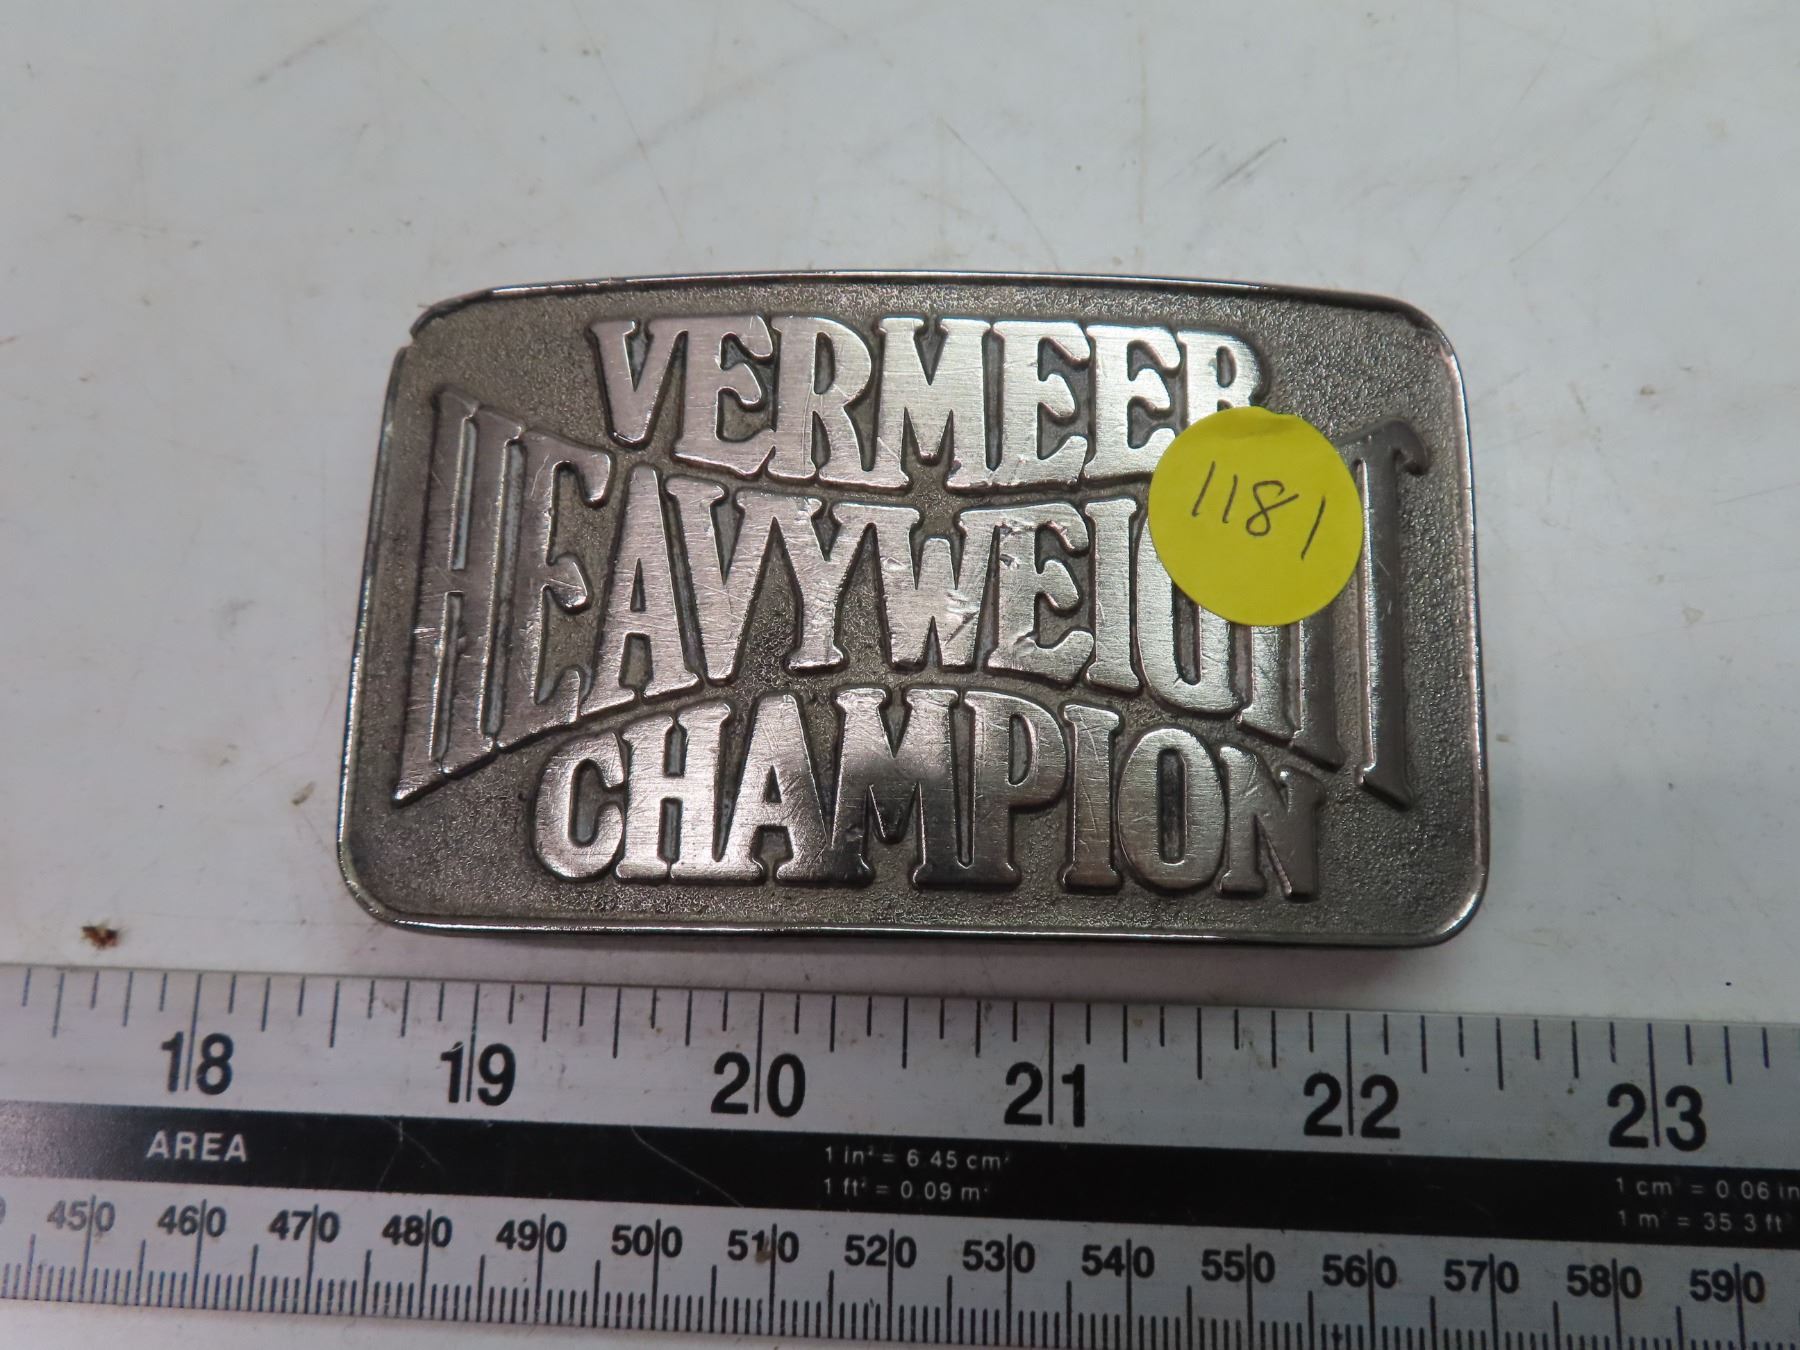 VERMEER
HEAVYWEIGHT
CHAMPION
1181
18 19 20 21 22 23
AREA
1 in² = 6.45 cm²
1 ft² = 0.09 m²
1 cm² = 0.06 in
1 m³ = 35.3 ft³
450 460 470 480 490 500 510 520 530 540 550 560 570 580 590